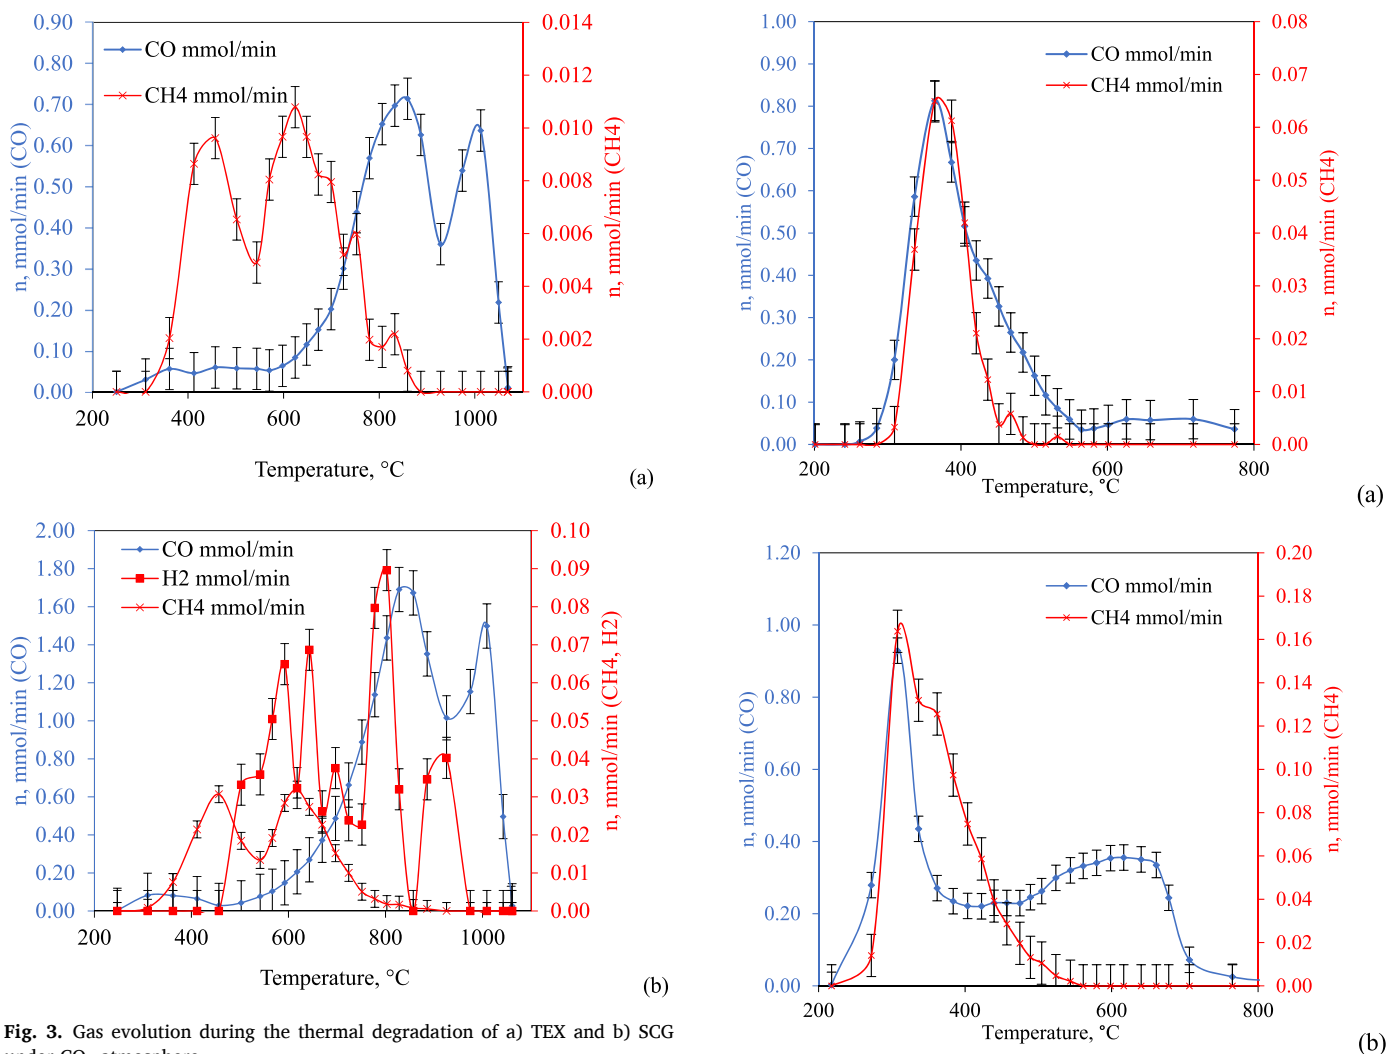 0.90
0.80
0.70
0.60
0.50
0.40
0.30
0.20
0.10
0.00
n, mmol/min (CO)
CO mmol/min
CH4 mmol/min
0.014
0.012
0.010
0.008
0.006
0.004
0.002
0.000
n, mmol/min (CH4)
200 400 600 800 1000
Temperature, °C
(a)
2.00
1.80
1.60
1.40
1.20
1.00
0.80
0.60
0.40
0.20
0.00
n, mmol/min (CO)
CO mmol/min
H2 mmol/min
CH4 mmol/min
0.10
0.09
0.08
0.07
0.06
0.05
0.04
0.03
0.02
0.01
0.00
n, mmol/min (CH4, H2)
200 400 600 800 1000
Temperature, °C
(b)
Fig. 3. Gas evolution during the thermal degradation of a) TEX and b) SCG
1.00
0.90
0.80
0.70
0.60
0.50
0.40
0.30
0.20
0.10
0.00
n, mmol/min (CO)
CO mmol/min
CH4 mmol/min
0.08
0.07
0.06
0.05
0.04
0.03
0.02
0.01
0.00
n, mmol/min (CH4)
200 400 600 800
Temperature, °C
(a)
1.20
1.00
0.80
0.60
0.40
0.20
0.00
n, mmol/min (CO)
CO mmol/min
CH4 mmol/min
0.20
0.18
0.16
0.14
0.12
0.10
0.08
0.06
0.04
0.02
0.00
n, mmol/min (CH4)
200 400 600 800
Temperature, °C
(b)